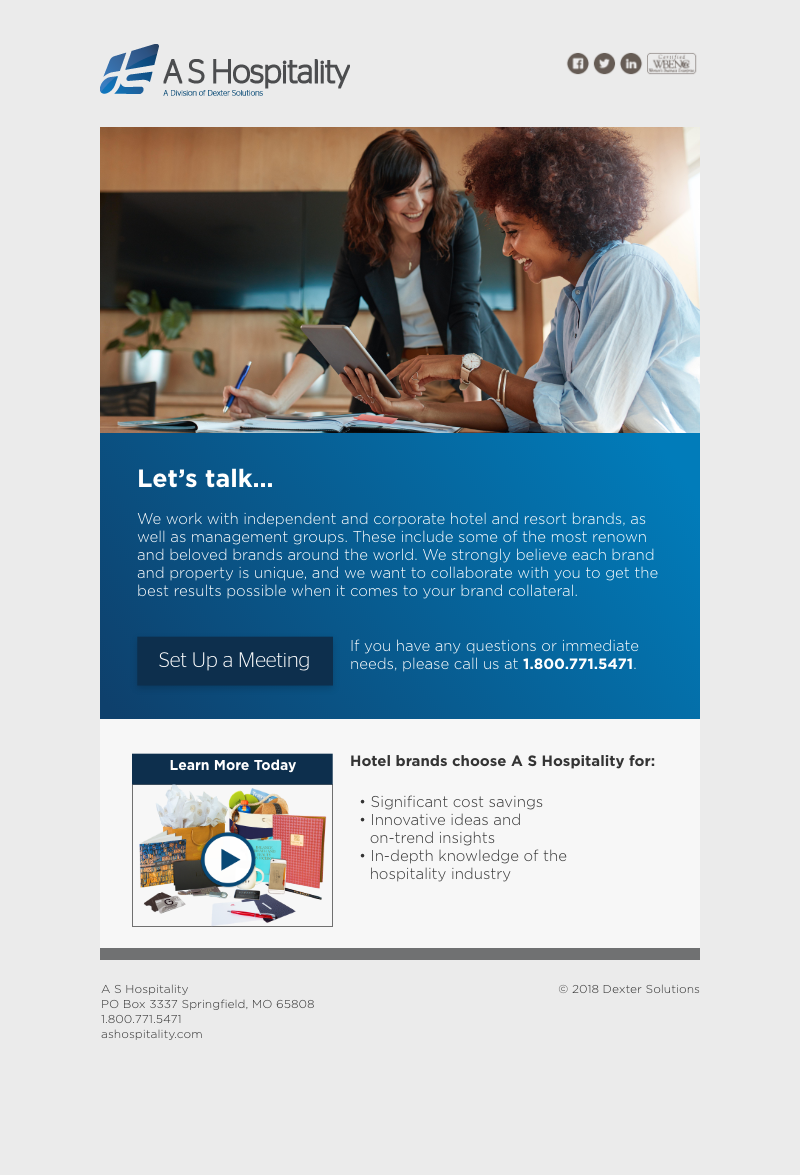 A S Hospitality
A Division of Dexter Solutions
Certified
WBENC
Women's Business Enterprise
Let's talk...
We work with independent and corporate hotel and resort brands, as
well as management groups. These include some of the most renown
and beloved brands around the world. We strongly believe each brand
and property is unique, and we want to collaborate with you to get the
best results possible when it comes to your brand collateral.
Set Up a Meeting
If you have any questions or immediate
needs, please call us at 1.800.771.5471.
Learn More Today
Hotel brands choose A S Hospitality for:
• Significant cost savings
• Innovative ideas and
on-trend insights
• In-depth knowledge of the
hospitality industry
A S Hospitality
PO Box 3337 Springfield, MO 65808
1.800.771.5471
ashospitality.com
© 2018 Dexter Solutions